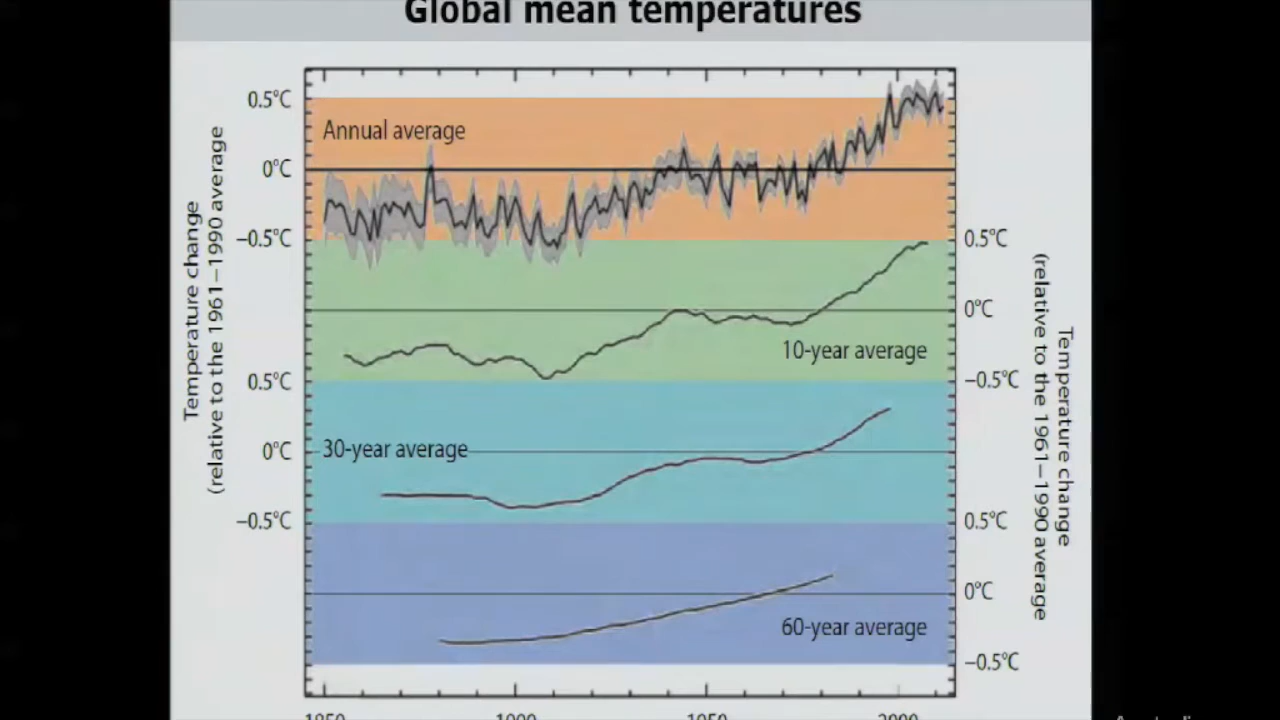 Global mean temperatures
0.5°C
Annual average
0°C
−0.5°C
0.5°C
0°C
10-year average
0.5°C
−0.5°C
0°C
30-year average
−0.5°C
0.5°C
0°C
60-year average
−0.5°C
Temperature change
(relative to the 1961–1990 average
Temperature change
(relative to the 1961–1990 average
1850
1900
1950
2000